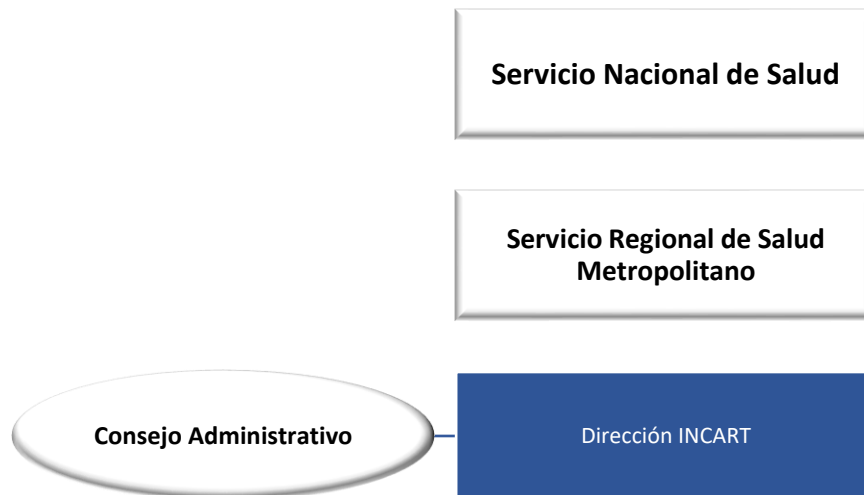 Servicio Nacional de Salud
Servicio Regional de Salud
Metropolitano
Consejo Administrativo
Dirección INCART